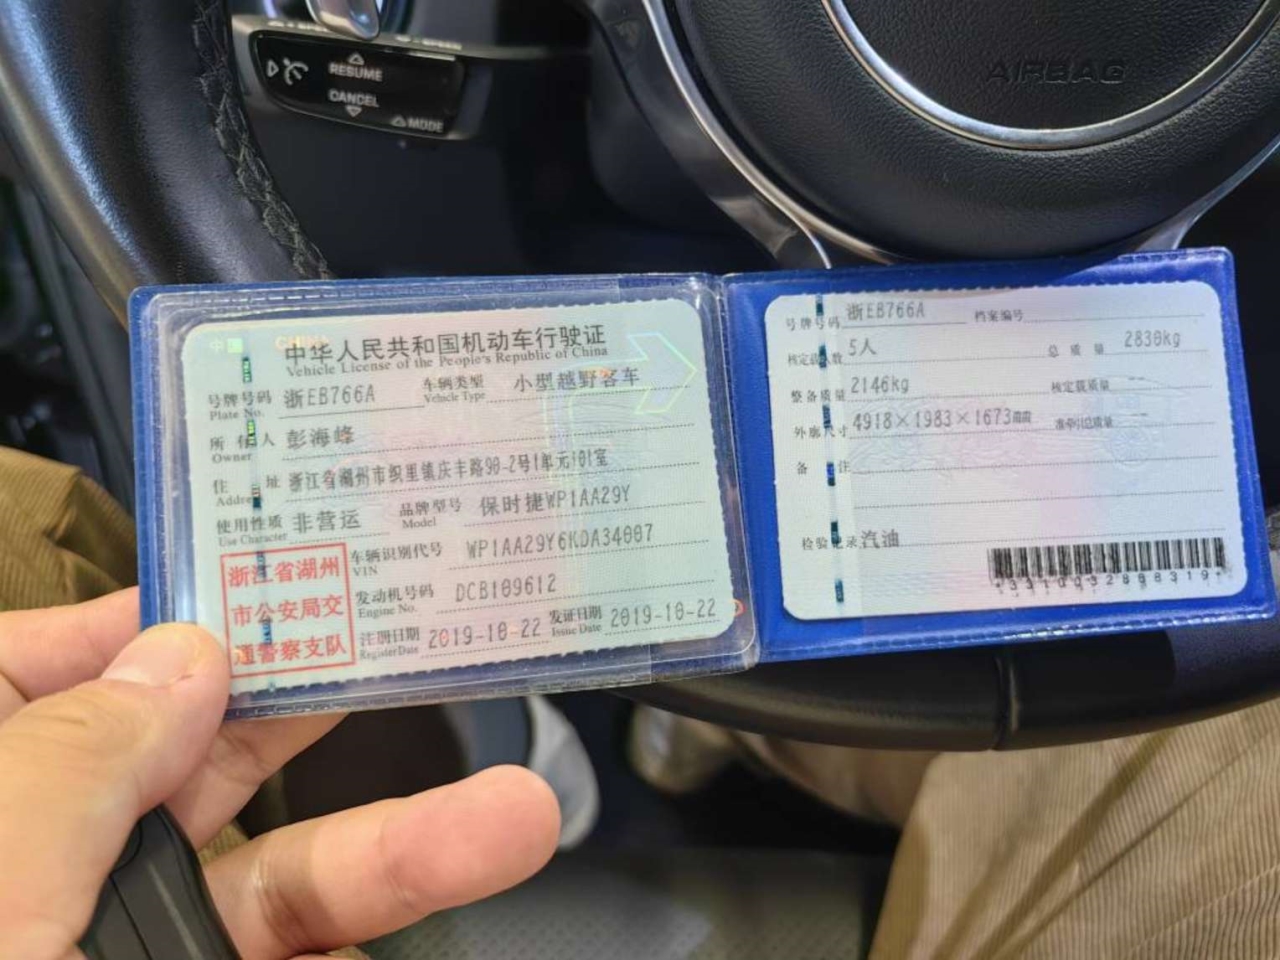 RESUME
CANCEL
MODE
AIRBAG
中国 CHINA
中华人民共和国机动车行驶证
Vehicle License of the People's Republic of China
号牌号码 浙EB766A 车辆类型 小型越野客车
Plate No. Vehicle Type
所有人 彭海峰
Owner
住址 浙江省湖州市织里镇庆丰路90-2号1单元101室
Address
使用性质 非营运 品牌型号 保时捷WP1AA29Y
Use Character Model
浙江省湖州
市公安局交
通警察支队
车辆识别代号 WP1AA29Y6KDA34007
VIN
发动机号码 DCB109612
Engine No.
注册日期 2019-10-22 发证日期 2019-10-22
Register Date Issue Date
号牌号码 浙EB766A 档案编号
核定载人数 5人 总质量 2830kg
整备质量 2146kg 核定载质量 --
外廓尺寸 4918×1983×1673mm 准牵引总质量 --
备注
检验记录 汽油